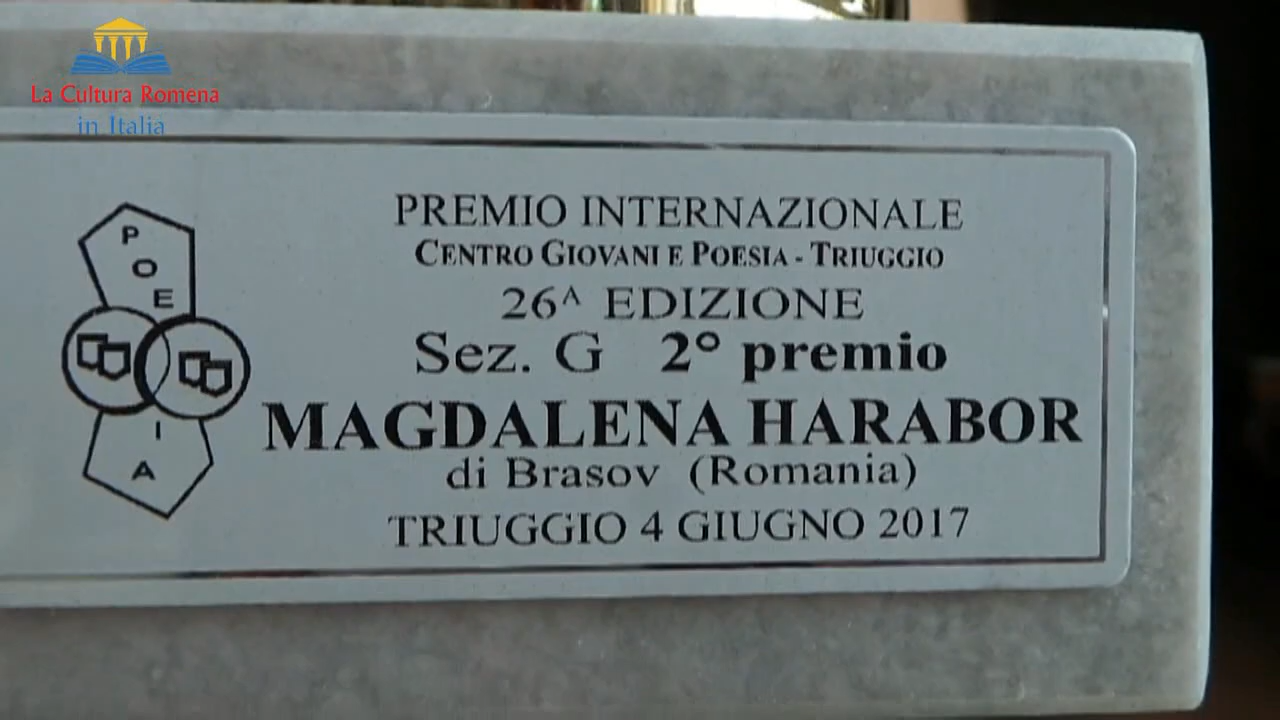 La Cultura Romena
in Italia
P
O
E
I
A
PREMIO INTERNAZIONALE
CENTRO GIOVANI E POESIA - TRIUGGIO
26ᴬ EDIZIONE
Sez. G 2° premio
MAGDALENA HARABOR
di Brasov (Romania)
TRIUGGIO 4 GIUGNO 2017